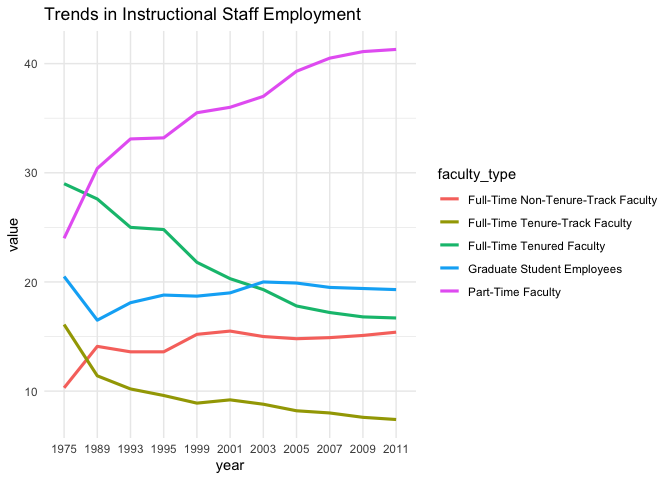 Trends in Instructional Staff Employment
40
30
20
10
value
1975 1989 1993 1995 1999 2001 2003 2005 2007 2009 2011
year
faculty_type
Full-Time Non-Tenure-Track Faculty
Full-Time Tenure-Track Faculty
Full-Time Tenured Faculty
Graduate Student Employees
Part-Time Faculty